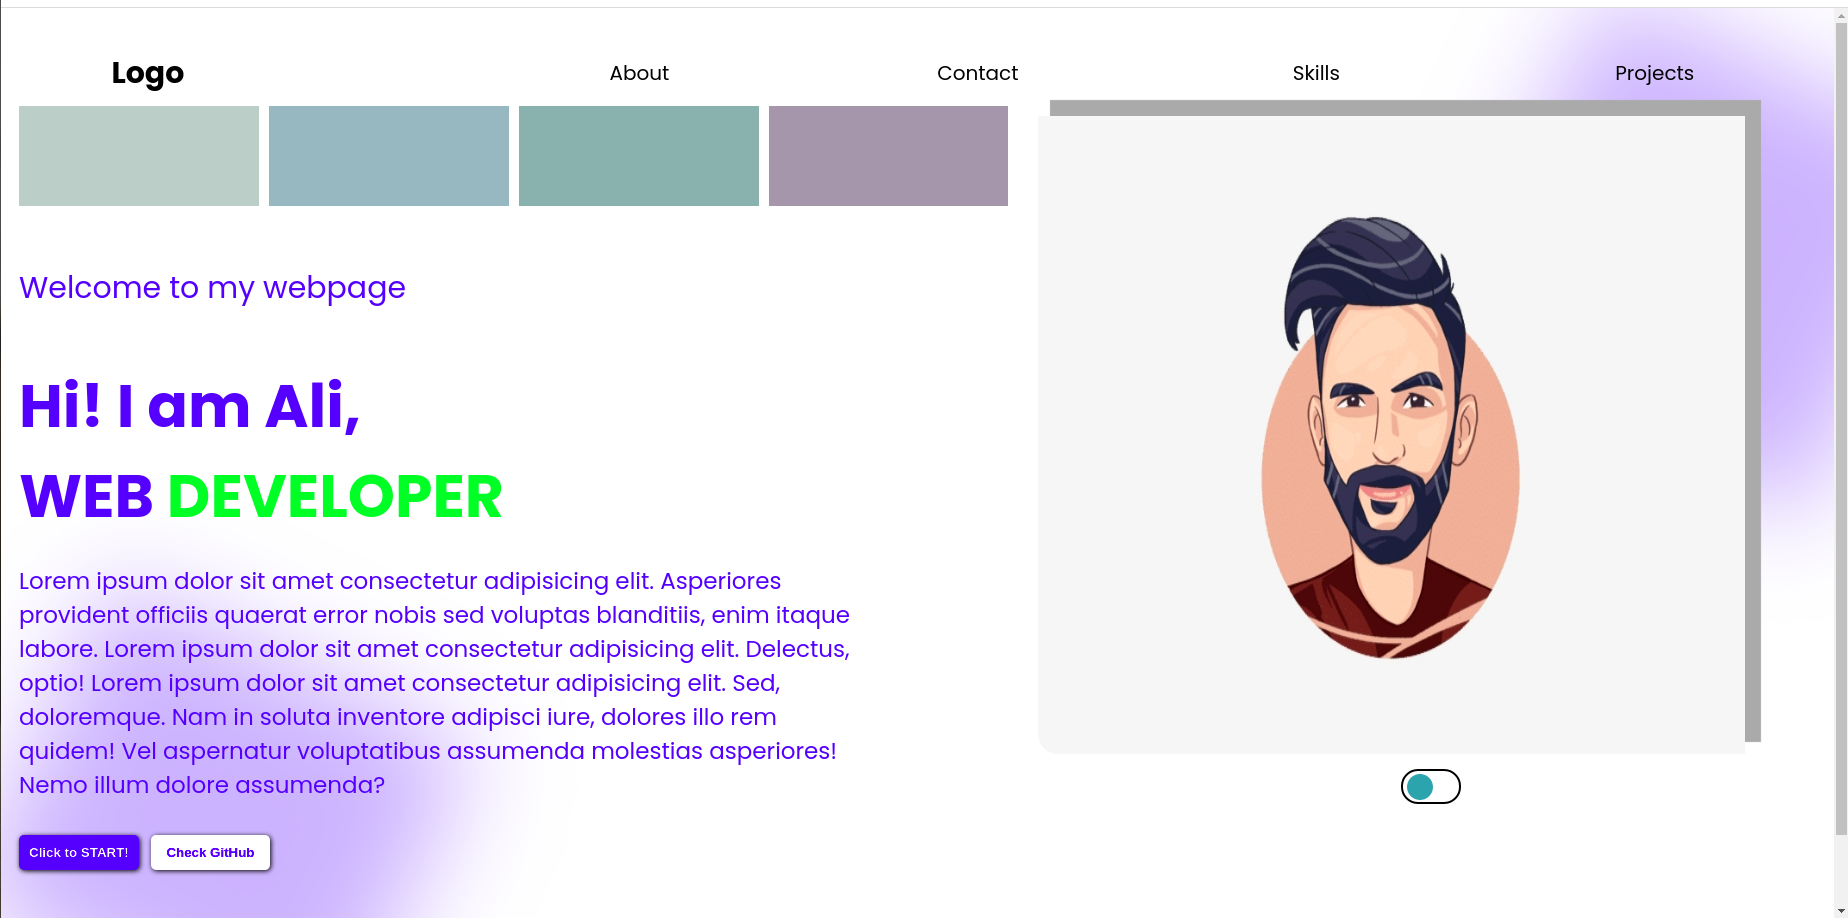 Logo
About
Contact
Skills
Projects
Welcome to my webpage
Hi! I am Ali,
WEB DEVELOPER
Lorem ipsum dolor sit amet consectetur adipisicing elit. Asperiores
provident officiis quaerat error nobis sed voluptas blanditiis, enim itaque
labore. Lorem ipsum dolor sit amet consectetur adipisicing elit. Delectus,
optio! Lorem ipsum dolor sit amet consectetur adipisicing elit. Sed,
doloremque. Nam in soluta inventore adipisci iure, dolores illo rem
quidem! Vel aspernatur voluptatibus assumenda molestias asperiores!
Nemo illum dolore assumenda?
Click to START!
Check GitHub